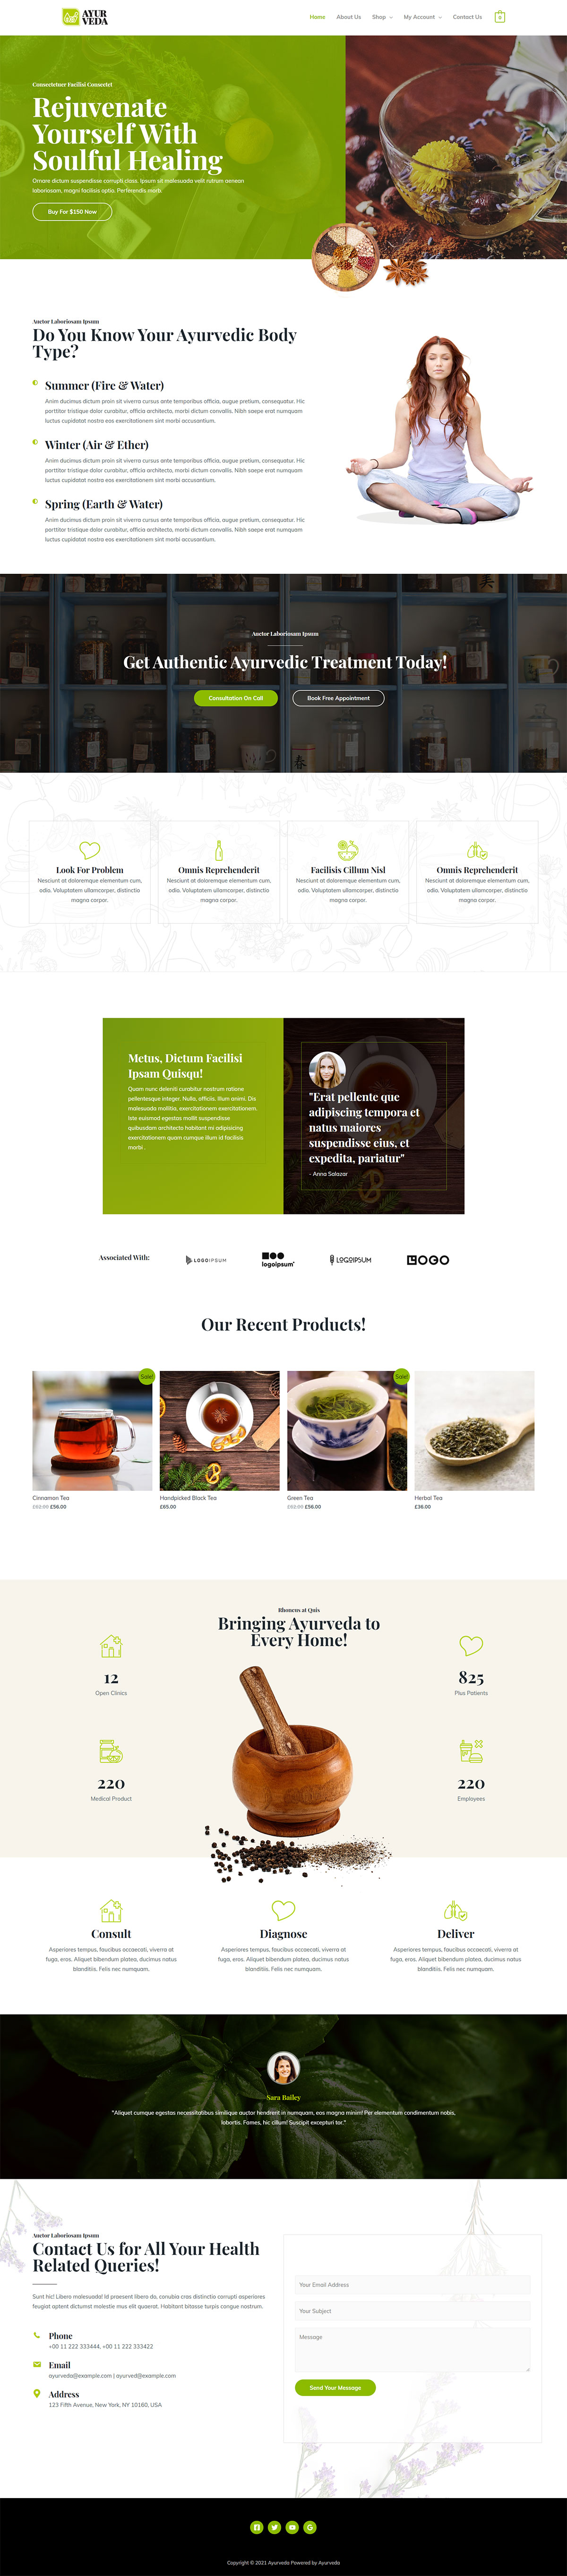 AYUR
VEDA
Home About Us Shop My Account Contact Us 0
Consectetuer Facilisi Consectet
Rejuvenate
Yourself With
Soulful Healing
Ornare dictum suspendisse corrupti class. Ipsum sit malesuada velit rutrum aenean
laboriosam, magni facilisis optio. Perferendis morbi.
Buy For $150 Now
Auctor Laboriosam Ipsum
Do You Know Your Ayurvedic Body
Type?
Summer (Fire & Water)
Anim ducimus dictum proin sit viverra cursus ante temporibus officia, augue pretium, consequatur. Hic
porttitor tristique dolor curabitur, officia architecto, morbi dictum convallis. Nibh saepe erat numquam
luctus cupidatat nostra eos exercitationem sint morbi accusantium.
Winter (Air & Ether)
Anim ducimus dictum proin sit viverra cursus ante temporibus officia, augue pretium, consequatur. Hic
porttitor tristique dolor curabitur, officia architecto, morbi dictum convallis. Nibh saepe erat numquam
luctus cupidatat nostra eos exercitationem sint morbi accusantium.
Spring (Earth & Water)
Anim ducimus dictum proin sit viverra cursus ante temporibus officia, augue pretium, consequatur. Hic
porttitor tristique dolor curabitur, officia architecto, morbi dictum convallis. Nibh saepe erat numquam
luctus cupidatat nostra eos exercitationem sint morbi accusantium.
Auctor Laboriosam Ipsum
Get Authentic Ayurvedic Treatment Today!
Consultation On Call Book Free Appointment
春
Look For Problem
Nesciunt at doloremque elementum cum,
odio. Voluptatem ullamcorper, distinctio
magna corpor.
Omnis Reprehenderit
Nesciunt at doloremque elementum cum,
odio. Voluptatem ullamcorper, distinctio
magna corpor.
Facilisis Cillum Nisl
Nesciunt at doloremque elementum cum,
odio. Voluptatem ullamcorper, distinctio
magna corpor.
Omnis Reprehenderit
Nesciunt at doloremque elementum cum,
odio. Voluptatem ullamcorper, distinctio
magna corpor.
Metus, Dictum Facilisi
Ipsam Quisqu!
Quam nunc deleniti curabitur nostrum ratione
pellentesque integer. Nulla, officiis, illum animi. Dis
malesuada mollitia, exercitationem exercitationem.
Iste euismod egestas mollit suspendisse
quibusdam architecto habitant mi adipisicing
exercitationem quam cumque illum id facilisis
morbi .
"Erat pellente que
adipiscing tempora et
natus maiores
suspendisse eius, et
expedita, pariatur"
- Anna Salazar
Associated With:
LOGOIPSUM
logoipsum
LOGOIPSUM
LOGO
Our Recent Products!
Sale!
Cinnamon Tea
£62.00 £56.00
Handpicked Black Tea
£65.00
Sale!
Green Tea
£62.00 £56.00
Herbal Tea
£36.00
Rhoncus at Quis
Bringing Ayurveda to
Every Home!
12
Open Clinics
825
Plus Patients
220
Medical Product
220
Employees
Consult
Asperiores tempus, faucibus occaecati, viverra at
fuga, eros. Aliquet bibendum platea, ducimus natus
blanditiis. Felis nec numquam.
Diagnose
Asperiores tempus, faucibus occaecati, viverra at
fuga, eros. Aliquet bibendum platea, ducimus natus
blanditiis. Felis nec numquam.
Deliver
Asperiores tempus, faucibus occaecati, viverra at
fuga, eros. Aliquet bibendum platea, ducimus natus
blanditiis. Felis nec numquam.
Sara Bailey
"Aliquet cumque egestas necessitatibus similique auctor hendrerit in numquam, eos magna minim! Per elementum condimentum nobis,
lobortis. Fames, hic cillum! Suscipit excepturi tor."
Auctor Laboriosam Ipsum
Contact Us for All Your Health
Related Queries!
Sunt hic! Libero malesuada! Id praesent libero do, conubia cras distinctio corrupti asperiores
feugiat aptent dictumst molestie mus elit quaerat. Habitant bitasse turpis congue nostrum.
Phone
+00 11 222 333444, +00 11 222 333422
Email
ayurveda@example.com | ayurved@example.com
Address
123 Fifth Avenue, New York, NY 10160, USA
Your Email Address
Your Subject
Message
Send Your Message
Copyright © 2021 Ayurveda Powered by Ayurveda